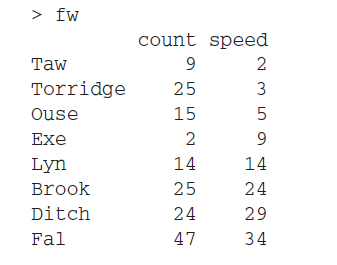 > fw
count speed
Taw 9 2
Torridge 25 3
Ouse 15 5
Exe 2 9
Lyn 14 14
Brook 25 24
Ditch 24 29
Fal 47 34